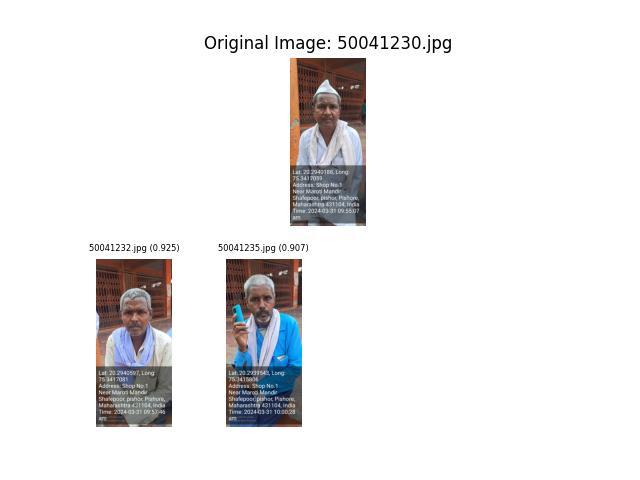 Original Image: 50041230.jpg
Lat: 20.2940186, Long:
75.3417039
Address: Shop No.1
Near Maroti Mandir
Shafepoor, pishor, Pishore,
Maharashtra 431104, India
Time: 2024-03-31 09:55:07
am
50041232.jpg (0.925)
50041235.jpg (0.907)
Lat: 20.2940597, Long:
75.3417081
Address: Shop No.1
Near Maroti Mandir
Shafepoor, pishor, Pishore,
Maharashtra 431104, India
Time: 2024-03-31 09:57:46
am
Lat: 20.2939543, Long:
75.3415806
Address: Shop No.1
Near Maroti Mandir
Shafepoor, pishor, Pishore,
Maharashtra 431104, India
Time: 2024-03-31 10:00:28
am